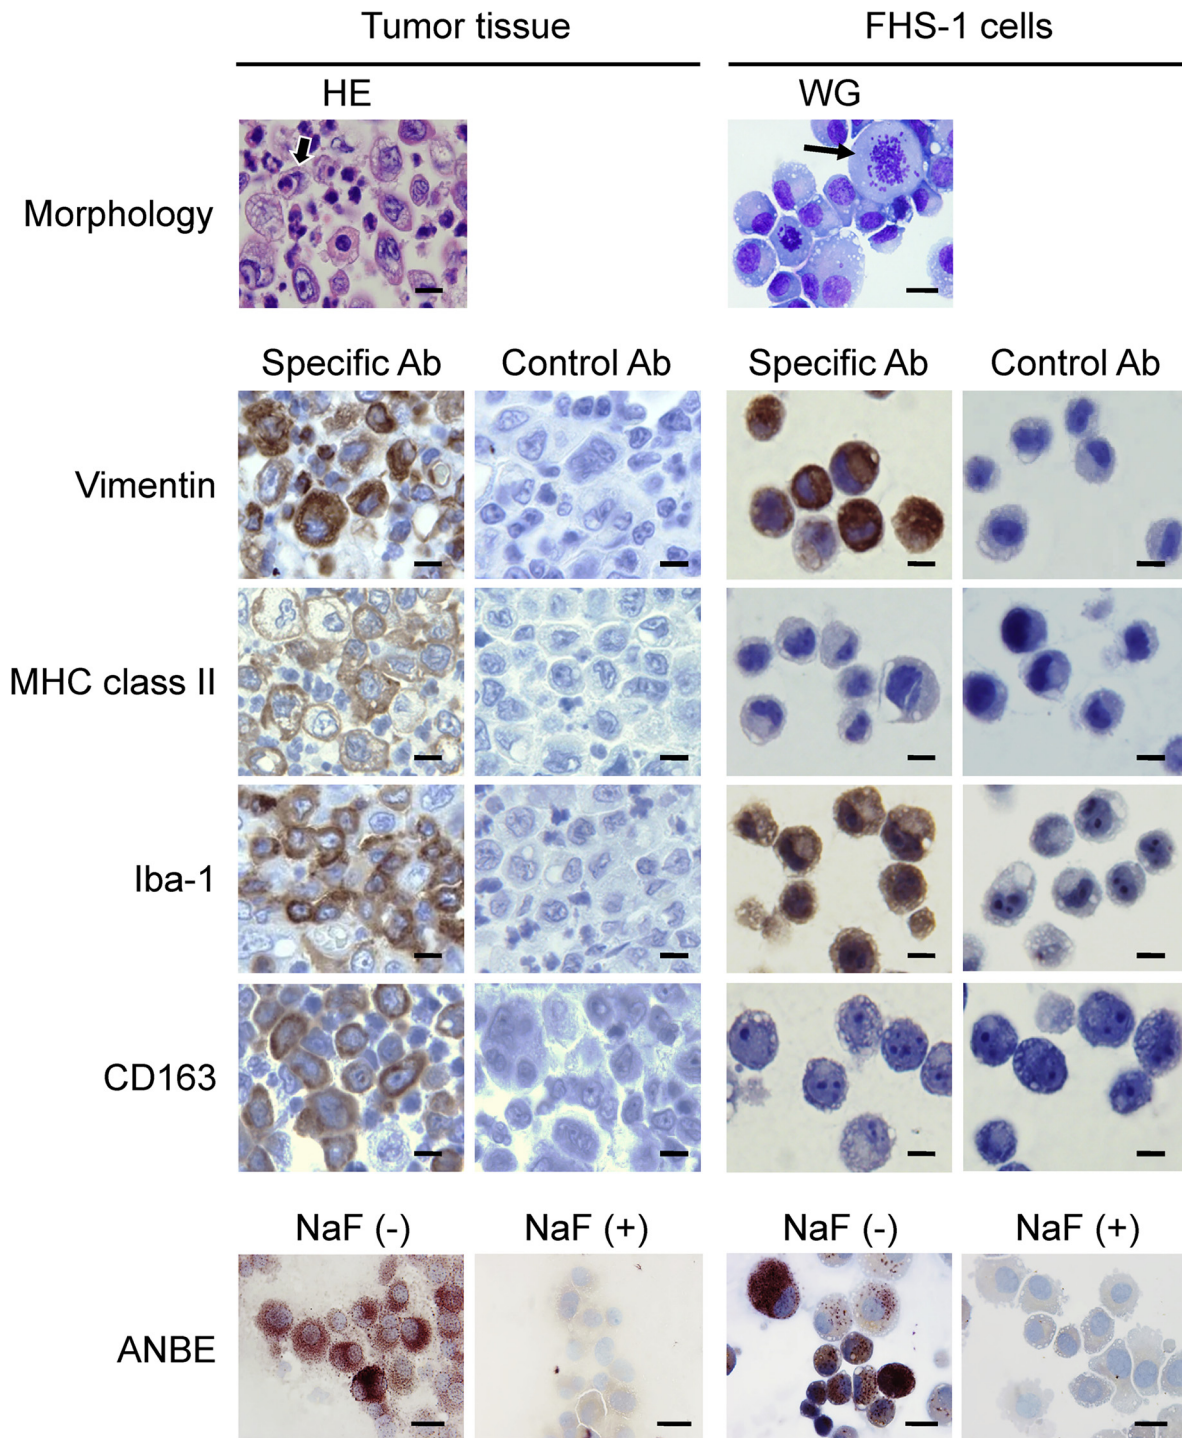 Tumor tissue FHS-1 cells
HE WG
Morphology
Specific Ab Control Ab Specific Ab Control Ab
Vimentin
MHC class II
Iba-1
CD163
NaF (-) NaF (+) NaF (-) NaF (+)
ANBE